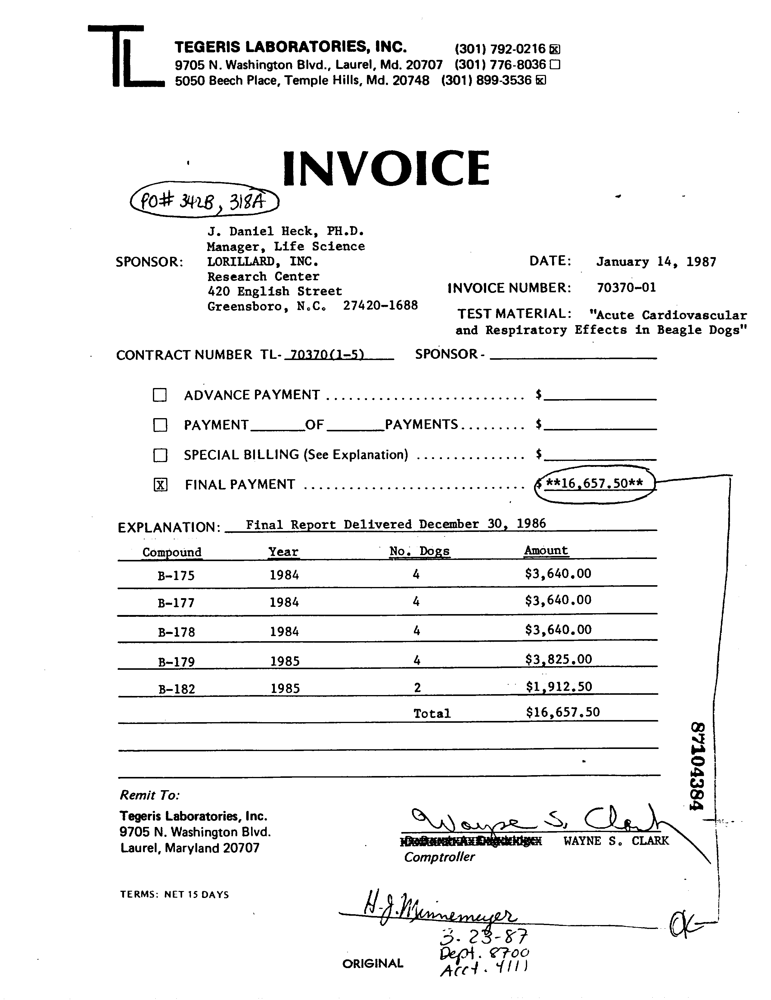 TL
TEGERIS LABORATORIES, INC. (301) 792-0216 ☒
9705 N. Washington Blvd., Laurel, Md. 20707 (301) 776-8036 ☐
5050 Beech Place, Temple Hills, Md. 20748 (301) 899-3536 ☒
INVOICE
PO# 342B, 318A
J. Daniel Heck, PH.D.
Manager, Life Science
SPONSOR: LORILLARD, INC.
Research Center
420 English Street
Greensboro, N.C. 27420-1688
DATE: January 14, 1987
INVOICE NUMBER: 70370-01
TEST MATERIAL: "Acute Cardiovascular
and Respiratory Effects in Beagle Dogs"
CONTRACT NUMBER TL- 70370(1-5) SPONSOR-
☐ ADVANCE PAYMENT .......................... $
☐ PAYMENT______OF______PAYMENTS......... $
☐ SPECIAL BILLING (See Explanation) ............... $
☒ FINAL PAYMENT ............................. $ **16,657.50**
EXPLANATION: Final Report Delivered December 30, 1986
Compound Year No. Dogs Amount
B-175 1984 4 $3,640.00
B-177 1984 4 $3,640.00
B-178 1984 4 $3,640.00
B-179 1985 4 $3,825.00
B-182 1985 2 $1,912.50
Total $16,657.50
87104384
Remit To:
Tegeris Laboratories, Inc.
9705 N. Washington Blvd.
Laurel, Maryland 20707
Wayne S. Clark
WAYNE S. CLARK
Comptroller
TERMS: NET 15 DAYS
H.J. Minnemeyer
3-23-87
Dept. 8700
Acct. 4111
OK
ORIGINAL